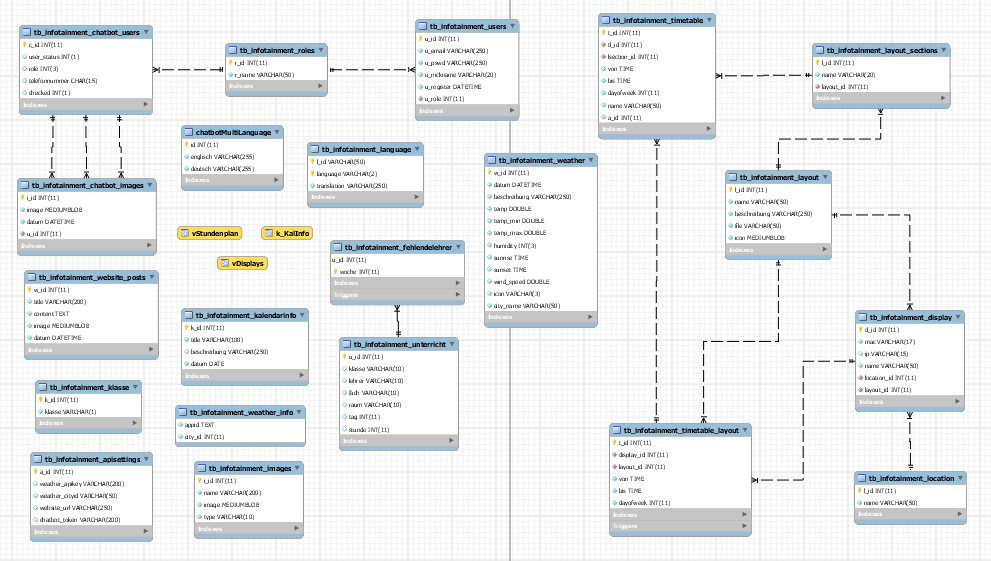 tb_infotainment_chatbot_users
c_id INT(11)
user_status INT(1)
role INT(3)
telefonnummer CHAR(15)
checked INT(1)
Indexes
tb_infotainment_roles
r_id INT(11)
r_name VARCHAR(50)
Indexes
tb_infotainment_users
u_id INT(11)
u_email VARCHAR(250)
u_pswd VARCHAR(250)
u_nickname VARCHAR(20)
u_register DATETIME
u_role INT(11)
Indexes
tb_infotainment_timetable
t_id INT(11)
d_id INT(11)
lsection_id INT(11)
von TIME
bis TIME
dayofweek INT(11)
name VARCHAR(50)
a_id INT(11)
Indexes
tb_infotainment_layout_sections
l_id INT(11)
name VARCHAR(20)
layout_id INT(11)
Indexes
chatbotMultiLanguage
id INT(11)
englisch VARCHAR(255)
deutsch VARCHAR(255)
Indexes
tb_infotainment_language
l_id VARCHAR(50)
language VARCHAR(2)
translation VARCHAR(250)
Indexes
tb_infotainment_weather
w_id INT(11)
datum DATETIME
beschreibung VARCHAR(250)
temp DOUBLE
temp_min DOUBLE
temp_max DOUBLE
humidity INT(3)
sunrise TIME
sunset TIME
wind_speed DOUBLE
icon VARCHAR(3)
city_name VARCHAR(50)
Indexes
tb_infotainment_layout
l_id INT(11)
name VARCHAR(50)
beschreibung VARCHAR(250)
file VARCHAR(50)
icon MEDIUMBLOB
Indexes
tb_infotainment_chatbot_images
i_id INT(11)
image MEDIUMBLOB
datum DATETIME
u_id INT(11)
Indexes
vStundenplan
k_KalInfo
vDisplays
tb_infotainment_fehlendelehrer
u_id INT(11)
woche INT(11)
Indexes
Triggers
tb_infotainment_website_posts
w_id INT(11)
title VARCHAR(200)
content TEXT
image MEDIUMBLOB
datum DATETIME
Indexes
tb_infotainment_kalendarinfo
k_id INT(11)
title VARCHAR(100)
beschreibung VARCHAR(250)
datum DATE
Indexes
tb_infotainment_unterricht
u_id INT(11)
klasse VARCHAR(10)
lehrer VARCHAR(10)
fach VARCHAR(10)
raum VARCHAR(10)
tag INT(11)
stunde INT(11)
Indexes
tb_infotainment_display
d_id INT(11)
mac VARCHAR(17)
ip VARCHAR(15)
name VARCHAR(50)
location_id INT(11)
layout_id INT(11)
Indexes
tb_infotainment_klasse
k_id INT(11)
klasse VARCHAR(1)
Indexes
tb_infotainment_weather_info
appid TEXT
city_id INT(11)
Indexes
tb_infotainment_timetable_layout
t_id INT(11)
display_id INT(11)
layout_id INT(11)
von TIME
bis TIME
dayofweek INT(11)
Indexes
Triggers
tb_infotainment_apisettings
a_id INT(11)
weather_apikey VARCHAR(200)
weather_cityid VARCHAR(50)
website_url VARCHAR(250)
chatbot_token VARCHAR(200)
Indexes
tb_infotainment_images
i_id INT(11)
name VARCHAR(200)
image MEDIUMBLOB
type VARCHAR(10)
Indexes
tb_infotainment_location
l_id INT(11)
name VARCHAR(50)
Indexes